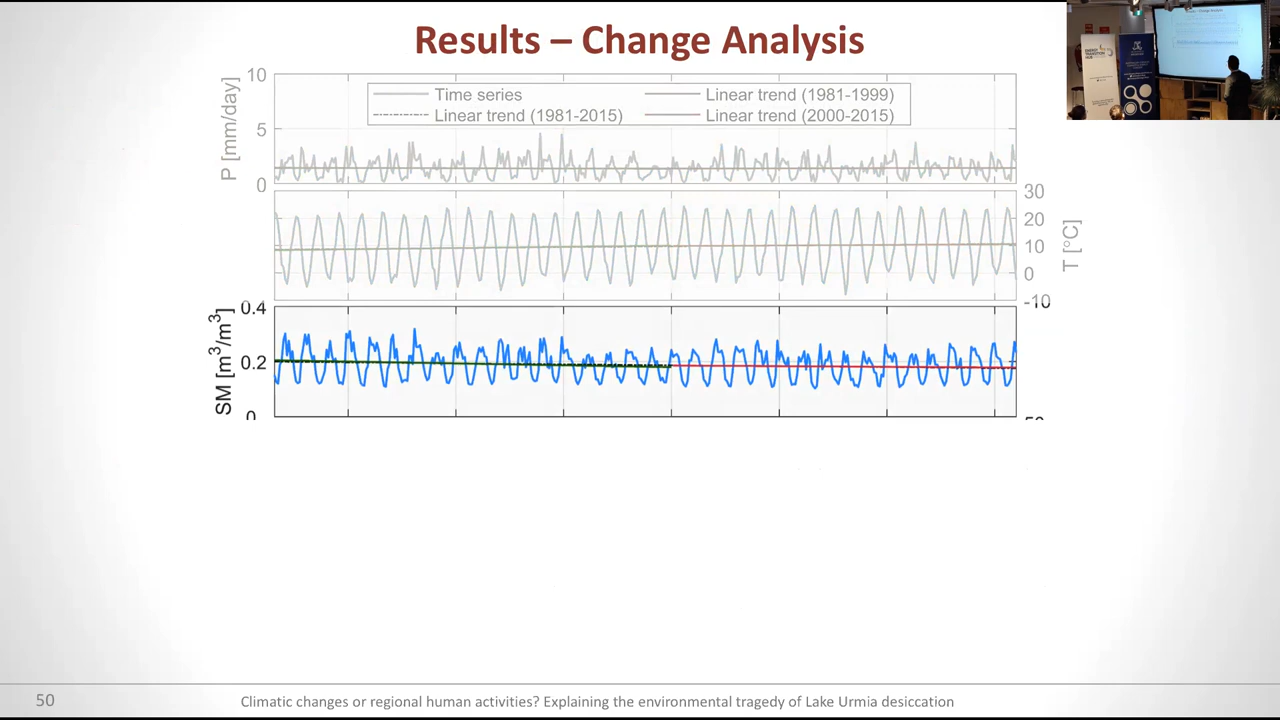 Results – Change Analysis
10
5
0
P [mm/day]
Time series
Linear trend (1981-1999)
Linear trend (1981-2015)
Linear trend (2000-2015)
30
20
10
0
-10
T [°C]
0.4
0.2
0
SM [m³/m³]
50
50
Climatic changes or regional human activities? Explaining the environmental tragedy of Lake Urmia desiccation